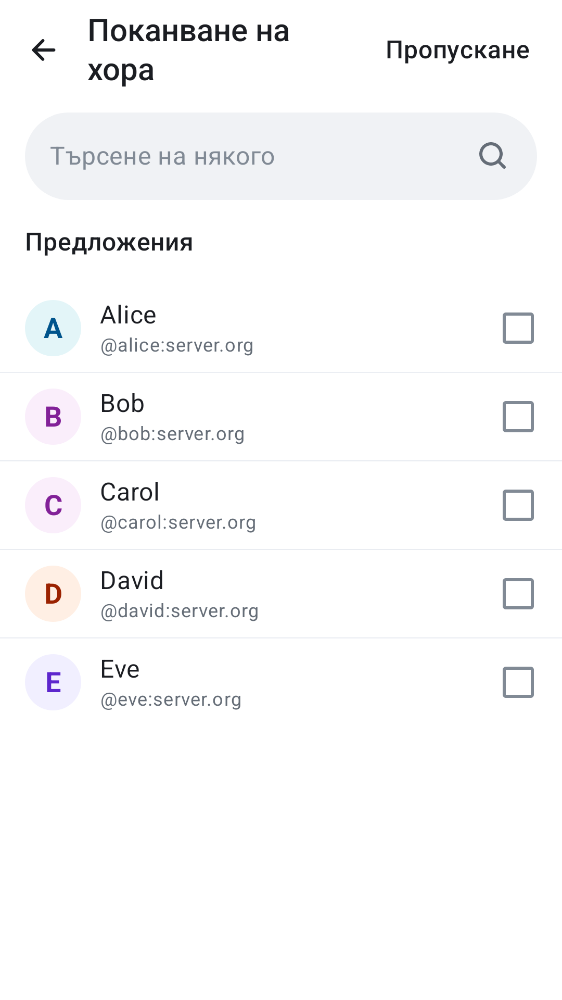 Поканване на
хора
Пропускане
Търсене на някого
Предложения
A
Alice
@alice:server.org
B
Bob
@bob:server.org
C
Carol
@carol:server.org
D
David
@david:server.org
E
Eve
@eve:server.org